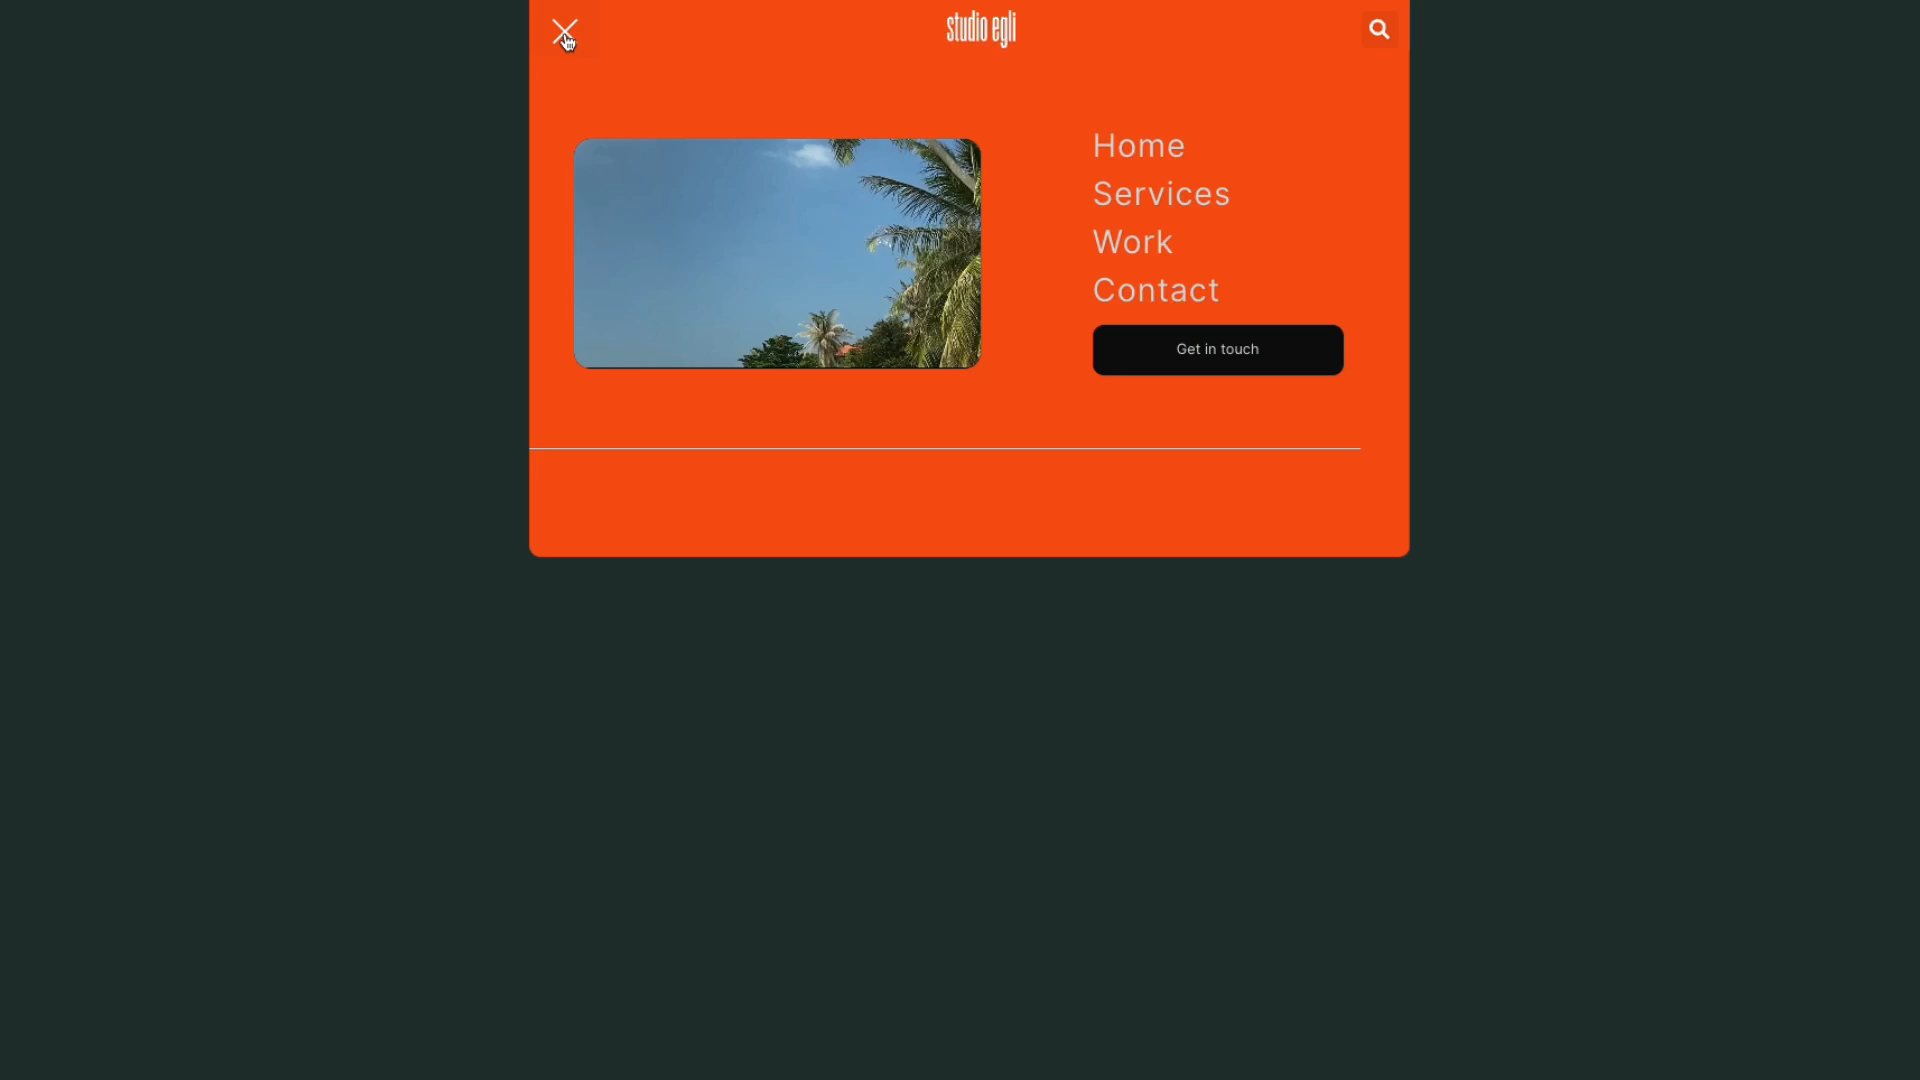 studio egli
Home
Services
Work
Contact
Get in touch